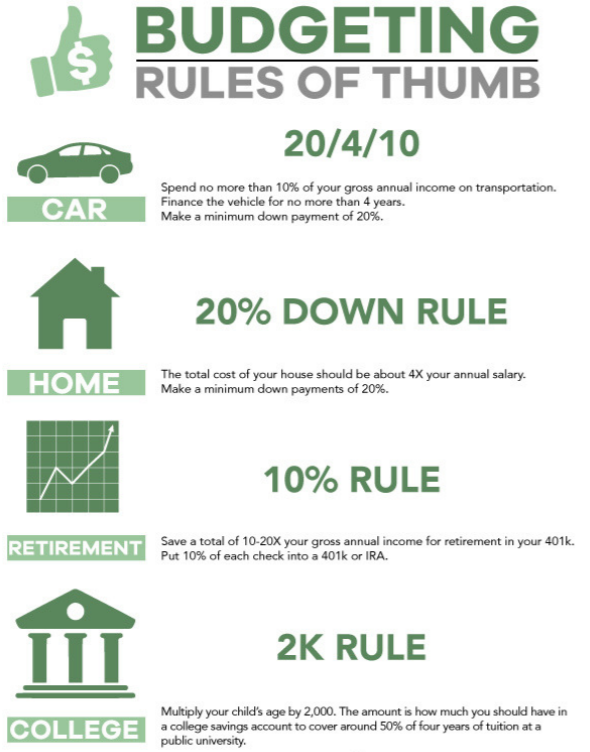 $
BUDGETING
RULES OF THUMB
20/4/10
CAR
Spend no more than 10% of your gross annual income on transportation.
Finance the vehicle for no more than 4 years.
Make a minimum down payment of 20%.
20% DOWN RULE
HOME
The total cost of your house should be about 4X your annual salary.
Make a minimum down payments of 20%.
10% RULE
RETIREMENT
Save a total of 10-20X your gross annual income for retirement in your 401k.
Put 10% of each check into a 401k or IRA.
2K RULE
COLLEGE
Multiply your child's age by 2,000. The amount is how much you should have in
a college savings account to cover around 50% of four years of tuition at a
public university.